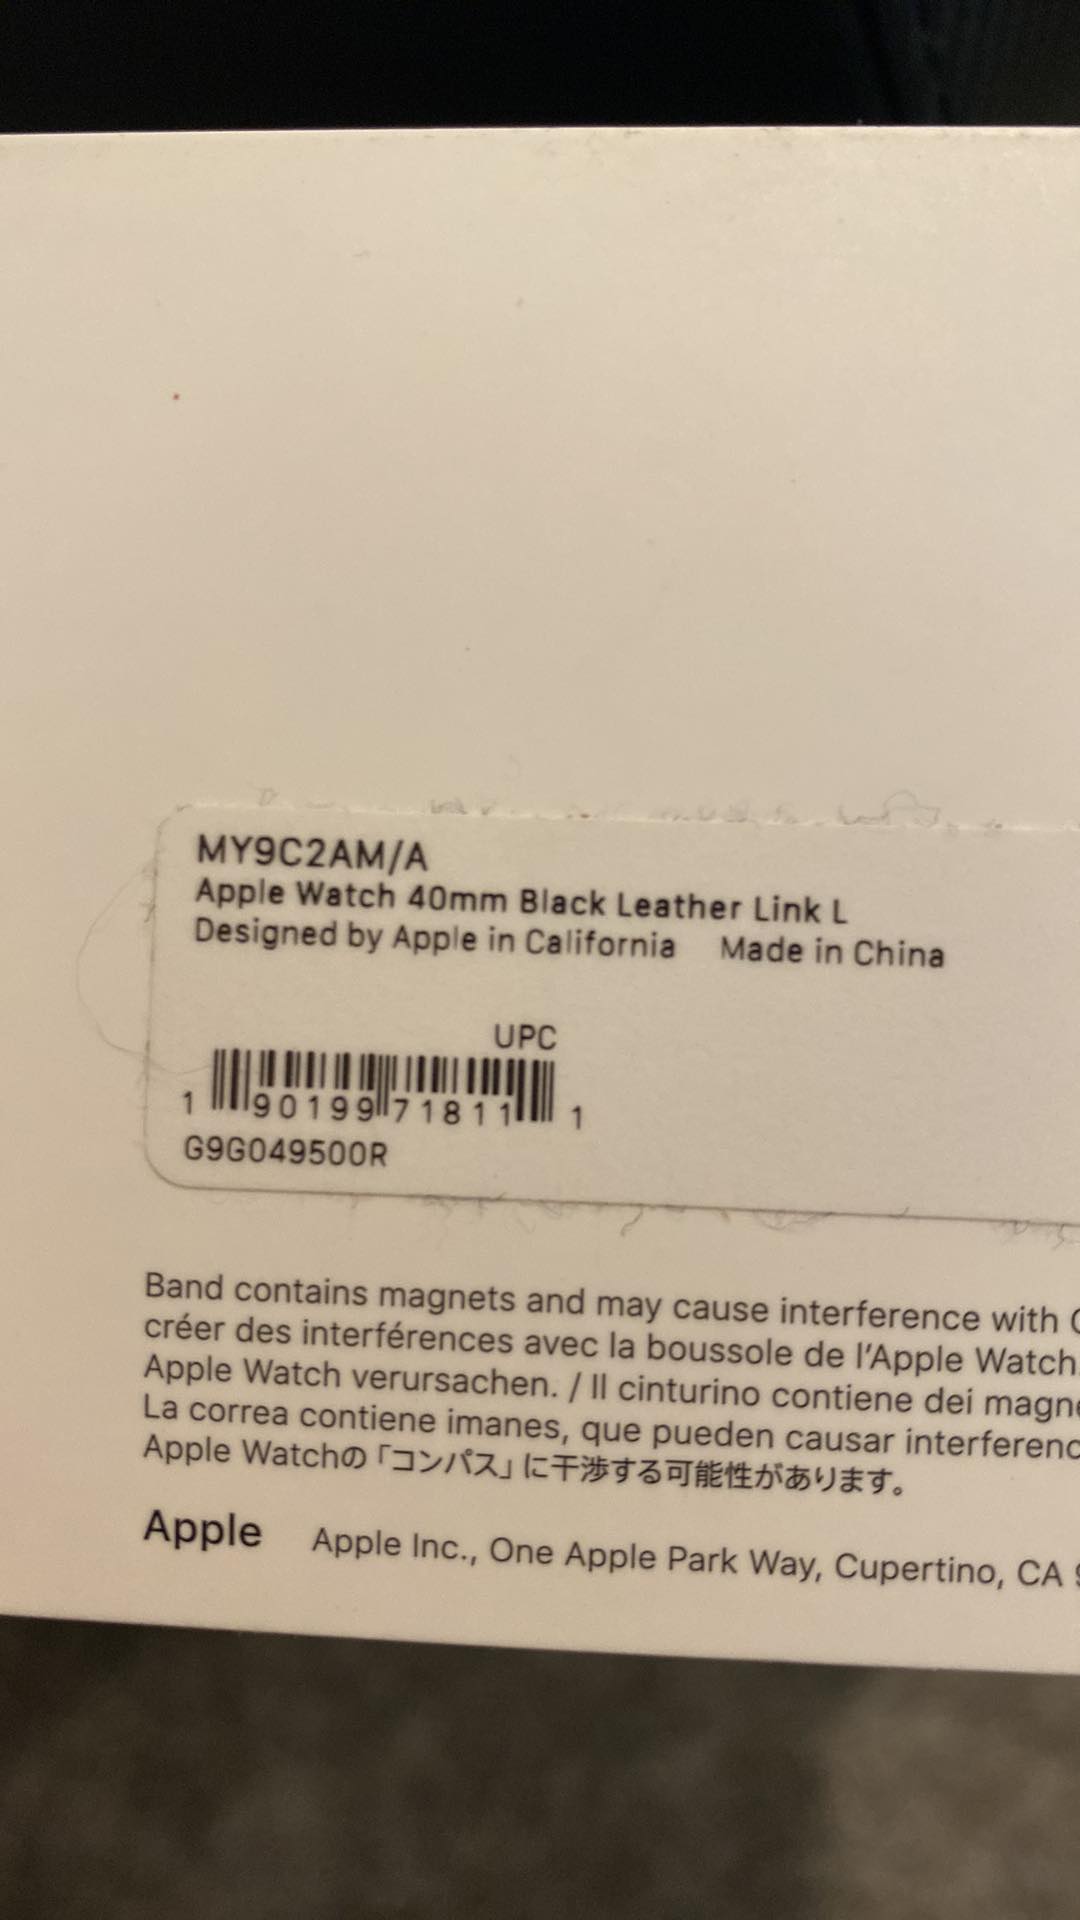 MY9C2AM/A
Apple Watch 40mm Black Leather Link L
Designed by Apple in California Made in China
UPC
1 90199 71811 1
G9G049500R
Band contains magnets and may cause interference with
créer des interférences avec la boussole de l'Apple Watch.
Apple Watch verursachen. / Il cinturino contiene dei
La correa contiene imanes, que pueden causar
Apple Watchの「コンパス」に干渉する可能性があります。
Apple Apple Inc., One Apple Park Way, Cupertino, CA